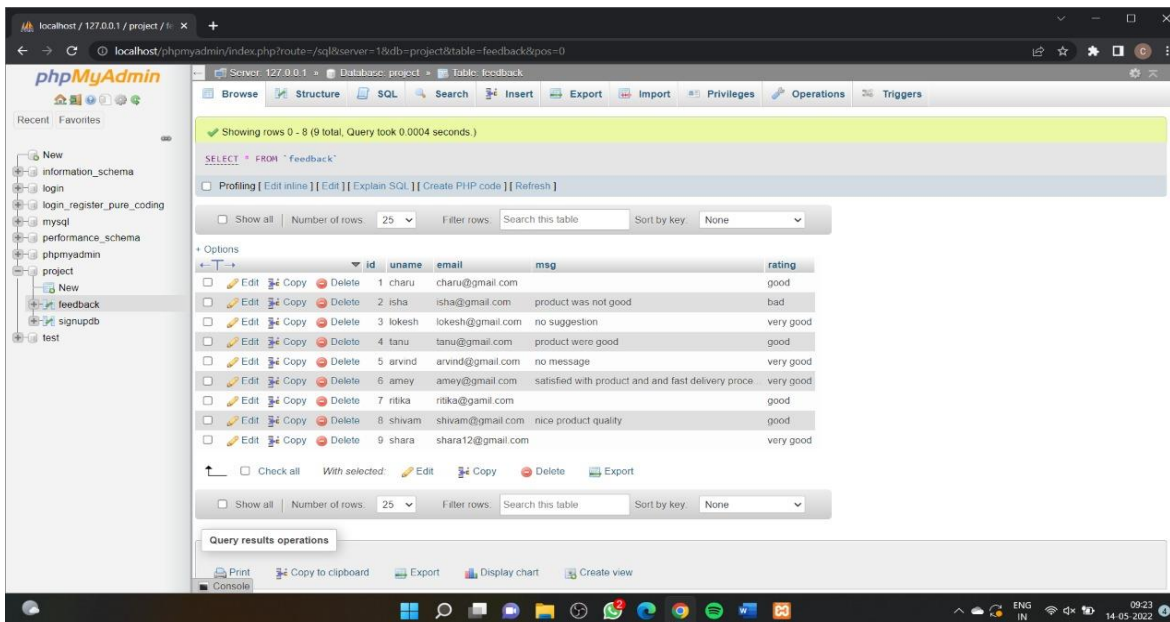 localhost / 127.0.0.1 / project / fe
localhost/phpmyadmin/index.php?route=/sql&server=1&db=project&table=feedback&pos=0
C
phpMyAdmin
Recent Favorites
New
information_schema
login
login_register_pure_coding
mysql
performance_schema
phpmyadmin
project
New
feedback
signupdb
test
Server: 127.0.0.1 » Database: project » Table: feedback
Browse Structure SQL Search Insert Export Import Privileges Operations Triggers
Showing rows 0 - 8 (9 total, Query took 0.0004 seconds.)
SELECT * FROM `feedback`
Profiling [ Edit inline ] [ Edit ] [ Explain SQL ] [ Create PHP code ] [ Refresh ]
Show all | Number of rows: 25 Filter rows: Search this table Sort by key: None
+ Options
←T→ id uname email msg rating
Edit Copy Delete 1 charu charu@gmail.com good
Edit Copy Delete 2 isha isha@gmail.com product was not good bad
Edit Copy Delete 3 lokesh lokesh@gmail.com no suggestion very good
Edit Copy Delete 4 tanu tanu@gmail.com product were good good
Edit Copy Delete 5 arvind arvind@gmail.com no message very good
Edit Copy Delete 6 amey amey@gmail.com satisfied with product and and fast delivery proce... very good
Edit Copy Delete 7 ritika ritika@gamil.com good
Edit Copy Delete 8 shivam shivam@gmail.com nice product quality good
Edit Copy Delete 9 shara shara12@gmail.com very good
Check all With selected: Edit Copy Delete Export
Show all | Number of rows: 25 Filter rows: Search this table Sort by key: None
Query results operations
Print Copy to clipboard Export Display chart Create view
Console
ENG
IN
09:23
14-05-2022